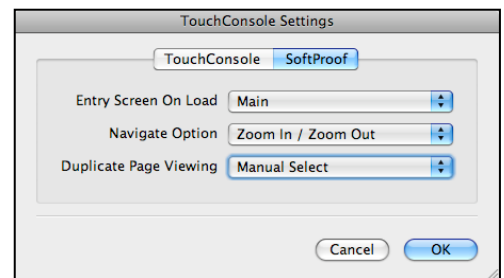 TouchConsole Settings
TouchConsole SoftProof
Entry Screen On Load Main
Navigate Option Zoom In / Zoom Out
Duplicate Page Viewing Manual Select
Cancel OK